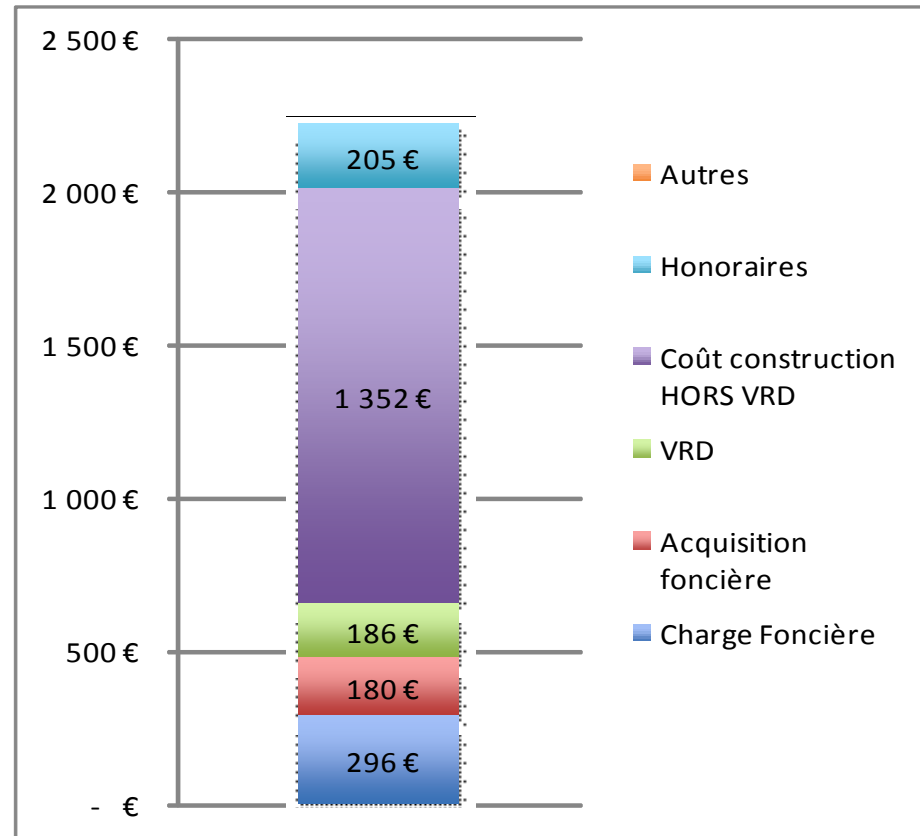 2 500 €
2 000 €
1 500 €
1 000 €
500 €
- €
205 €
1 352 €
186 €
180 €
296 €
Autres
Honoraires
Coût construction
HORS VRD
VRD
Acquisition
foncière
Charge Foncière